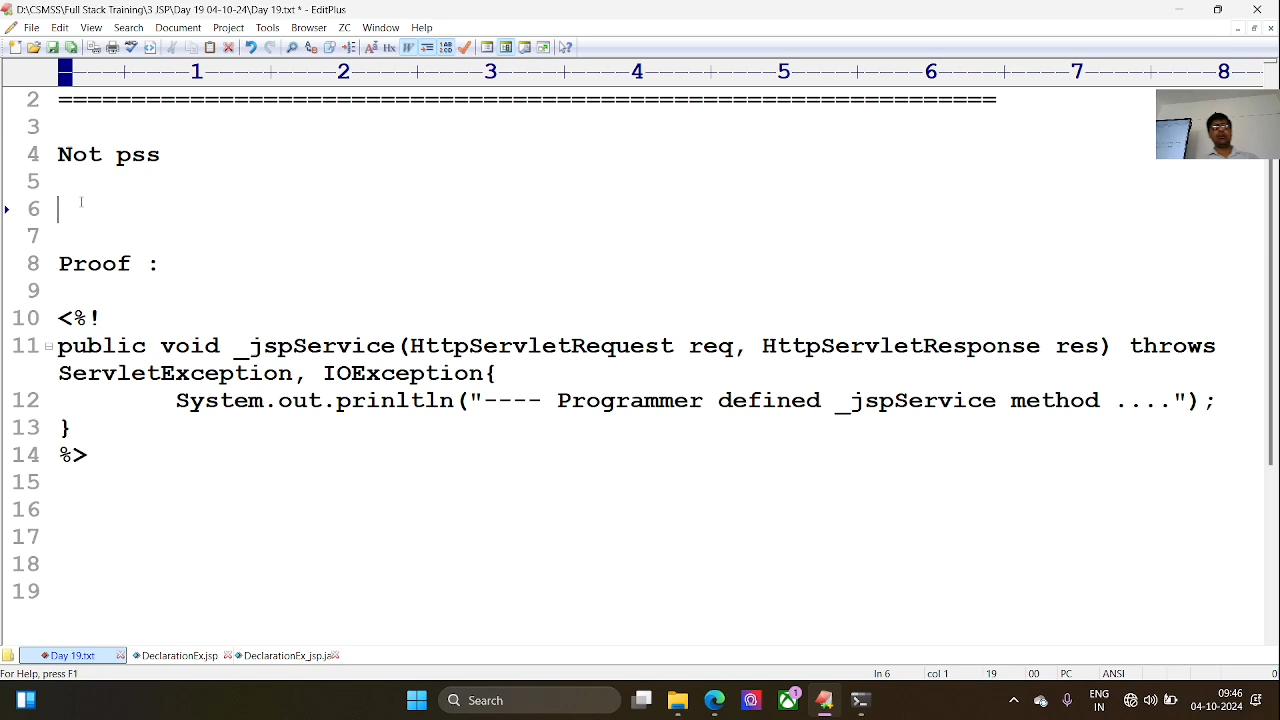 D:\CSMSS\Full Stack Training\3 JSP\Day 19 04-10-24\Day 19.txt * - EditPlus
File Edit View Search Document Project Tools Browser ZC Window Help
1 2 3 4 5 6 7 8
2 ================================================================
3
4 Not pss
5
6
7
8 Proof :
9
10 <%!
11 public void _jspService(HttpServletRequest req, HttpServletResponse res) throws
ServletException, IOException{
12 System.out.prinltln("---- Programmer defined _jspService method ....");
13 }
14 %>
15
16
17
18
19
Day 19.txt DeclarationEx.jsp DeclarationEx_jsp.ja
For Help, press F1 ln 6 col 1 19 00 PC ANSI 0
Search 1 ENG IN 09:46 04-10-2024